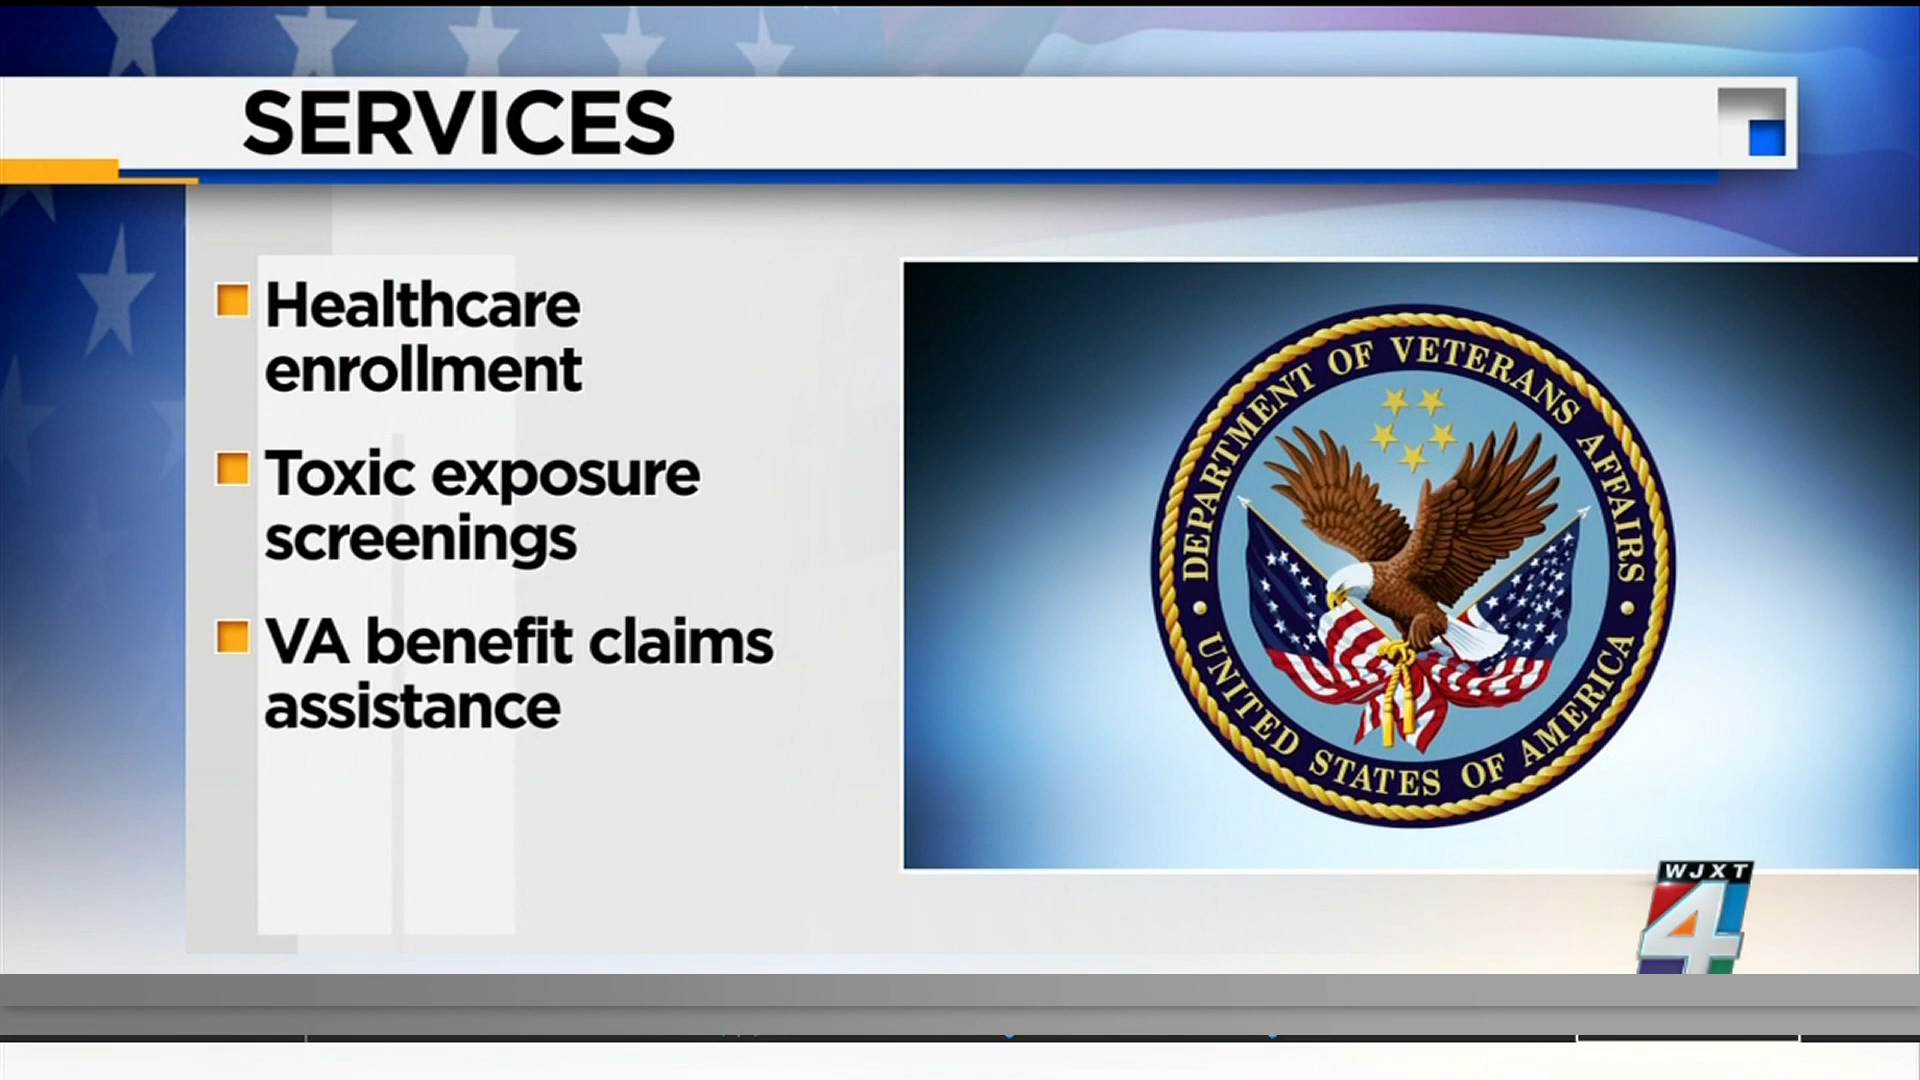 SERVICES
Healthcare
enrollment
Toxic exposure
screenings
VA benefit claims
assistance
DEPARTMENT OF VETERANS AFFAIRS
UNITED STATES OF AMERICA
WJXT
4